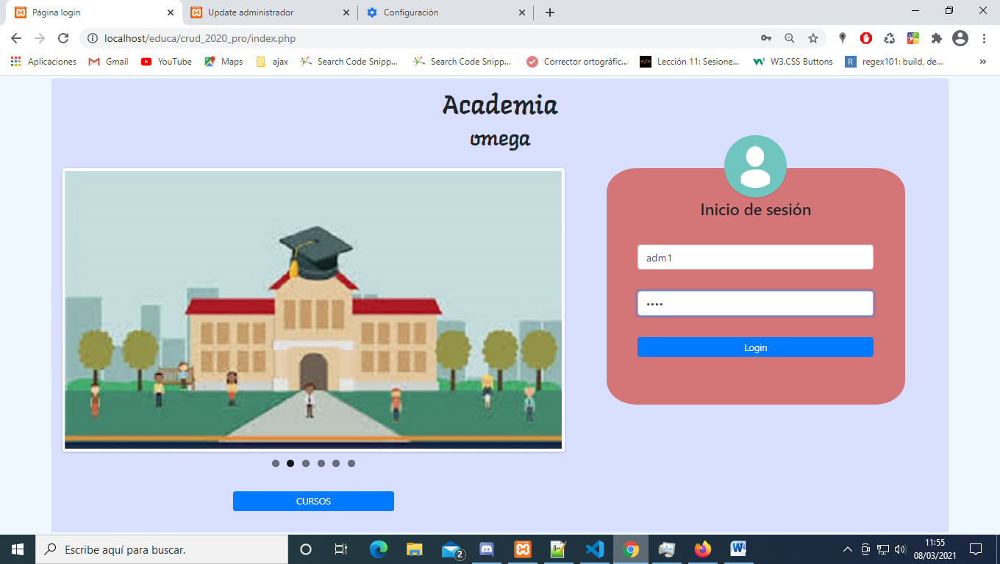 Página login
Update administrador
Configuración
localhost/educa/crud_2020_pro/index.php
Aplicaciones
Gmail
YouTube
Maps
ajax
Search Code Snipp...
Search Code Snipp...
Corrector ortográfic...
Lección 11: Sesione...
W3.CSS Buttons
R regex101: build, de...
»
Academia
omega
Inicio de sesión
adm1
••••
Login
CURSOS
Escribe aquí para buscar.
2
11:55
08/03/2021